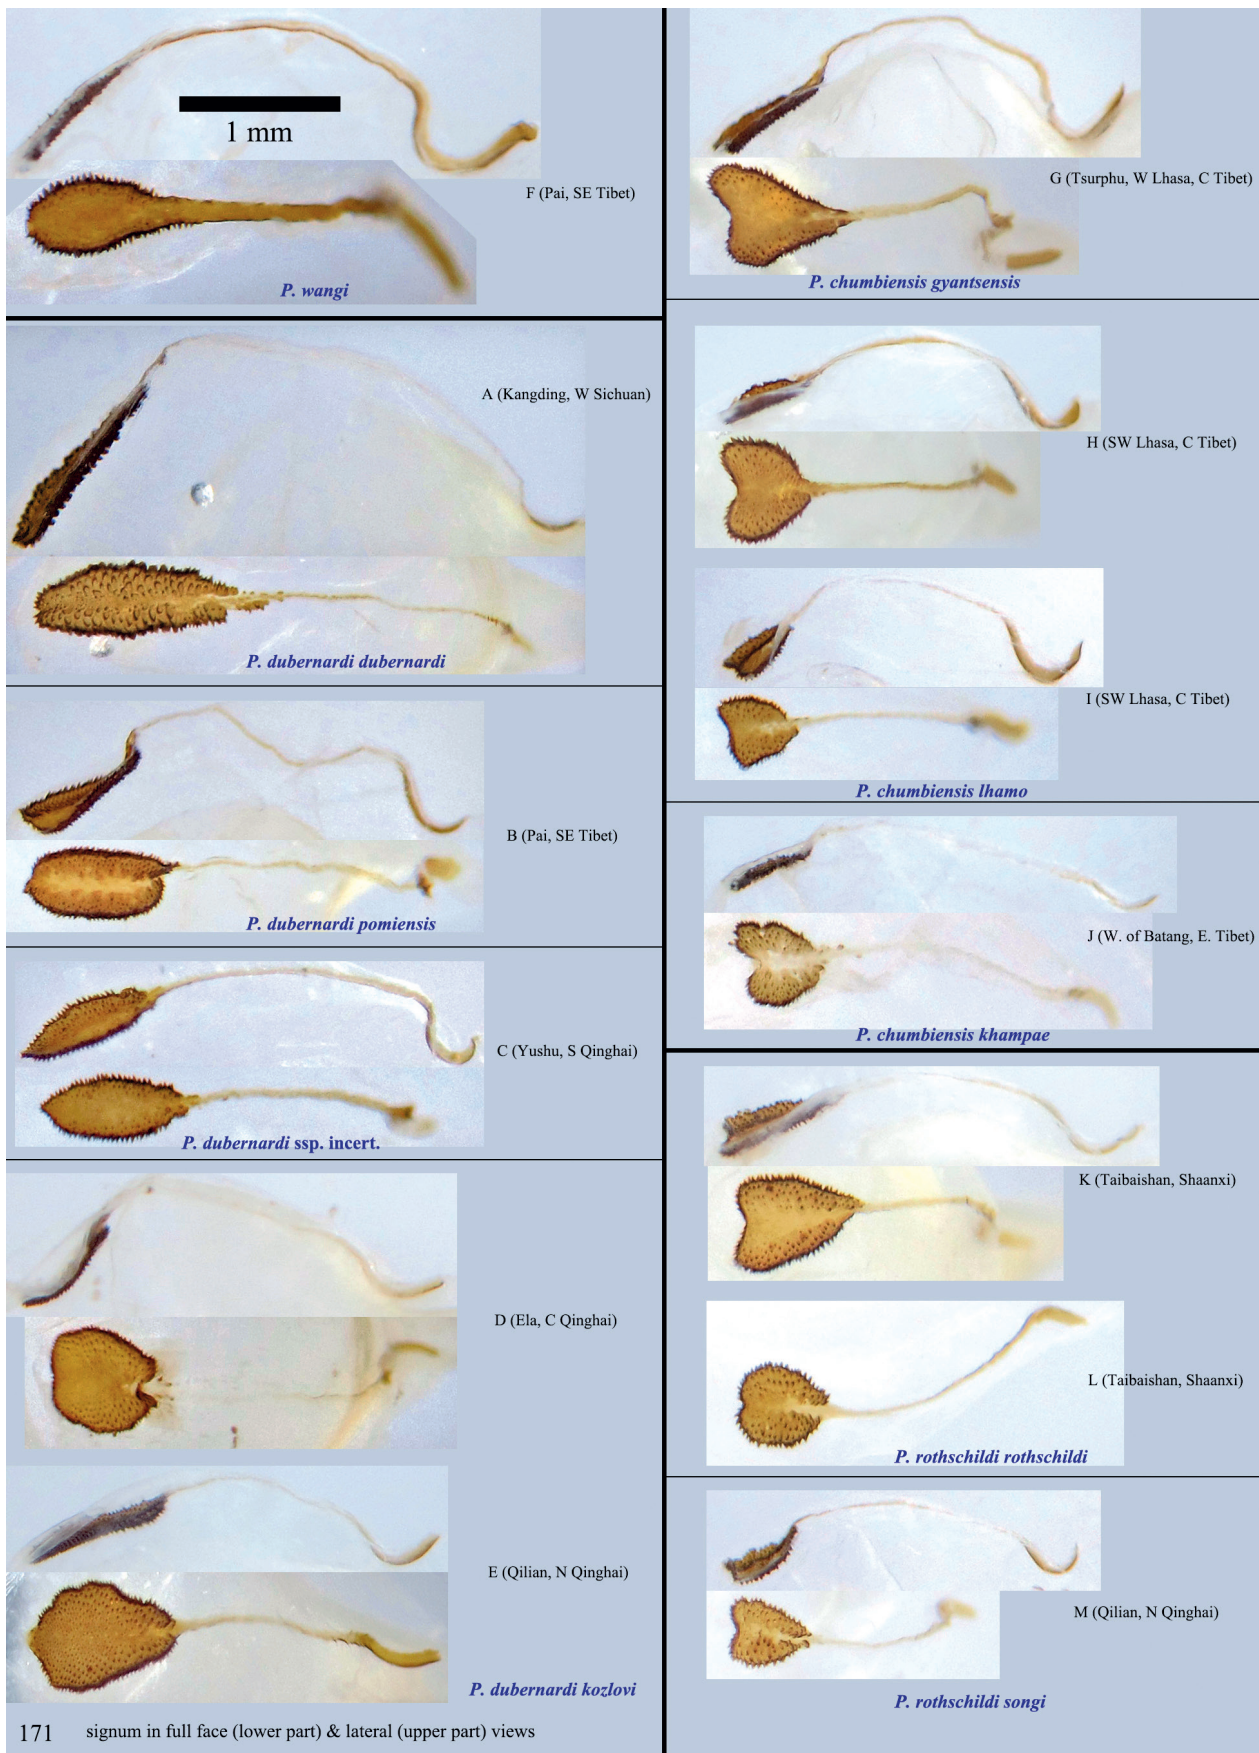 1 mm
F (Pai, SE Tibet)
P. wangi
A (Kangding, W Sichuan)
P. dubernardi dubernardi
B (Pai, SE Tibet)
P. dubernardi pomiensis
C (Yushu, S Qinghai)
P. dubernardi ssp. incert.
D (Ela, C Qinghai)
E (Qilian, N Qinghai)
P. dubernardi kozlovi
171 signum in full face (lower part) & lateral (upper part) views
G (Tsurphu, W Lhasa, C Tibet)
P. chumbiensis gyantsensis
H (SW Lhasa, C Tibet)
I (SW Lhasa, C Tibet)
P. chumbiensis lhamo
J (W. of Batang, E. Tibet)
P. chumbiensis khampae
K (Taibaishan, Shaanxi)
L (Taibaishan, Shaanxi)
P. rothschildi rothschildi
M (Qilian, N Qinghai)
P. rothschildi songi